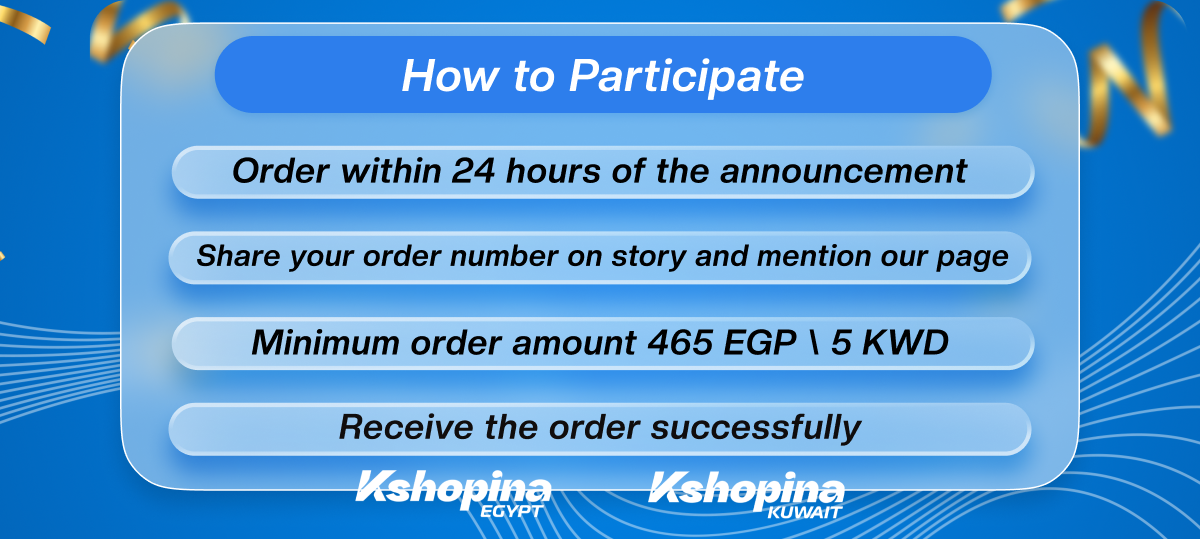 How to Participate
Order within 24 hours of the announcement
Share your order number on story and mention our page
Minimum order amount 465 EGP \ 5 KWD
Receive the order successfully
Kshopina
EGYPT
Kshopina
KUWAIT